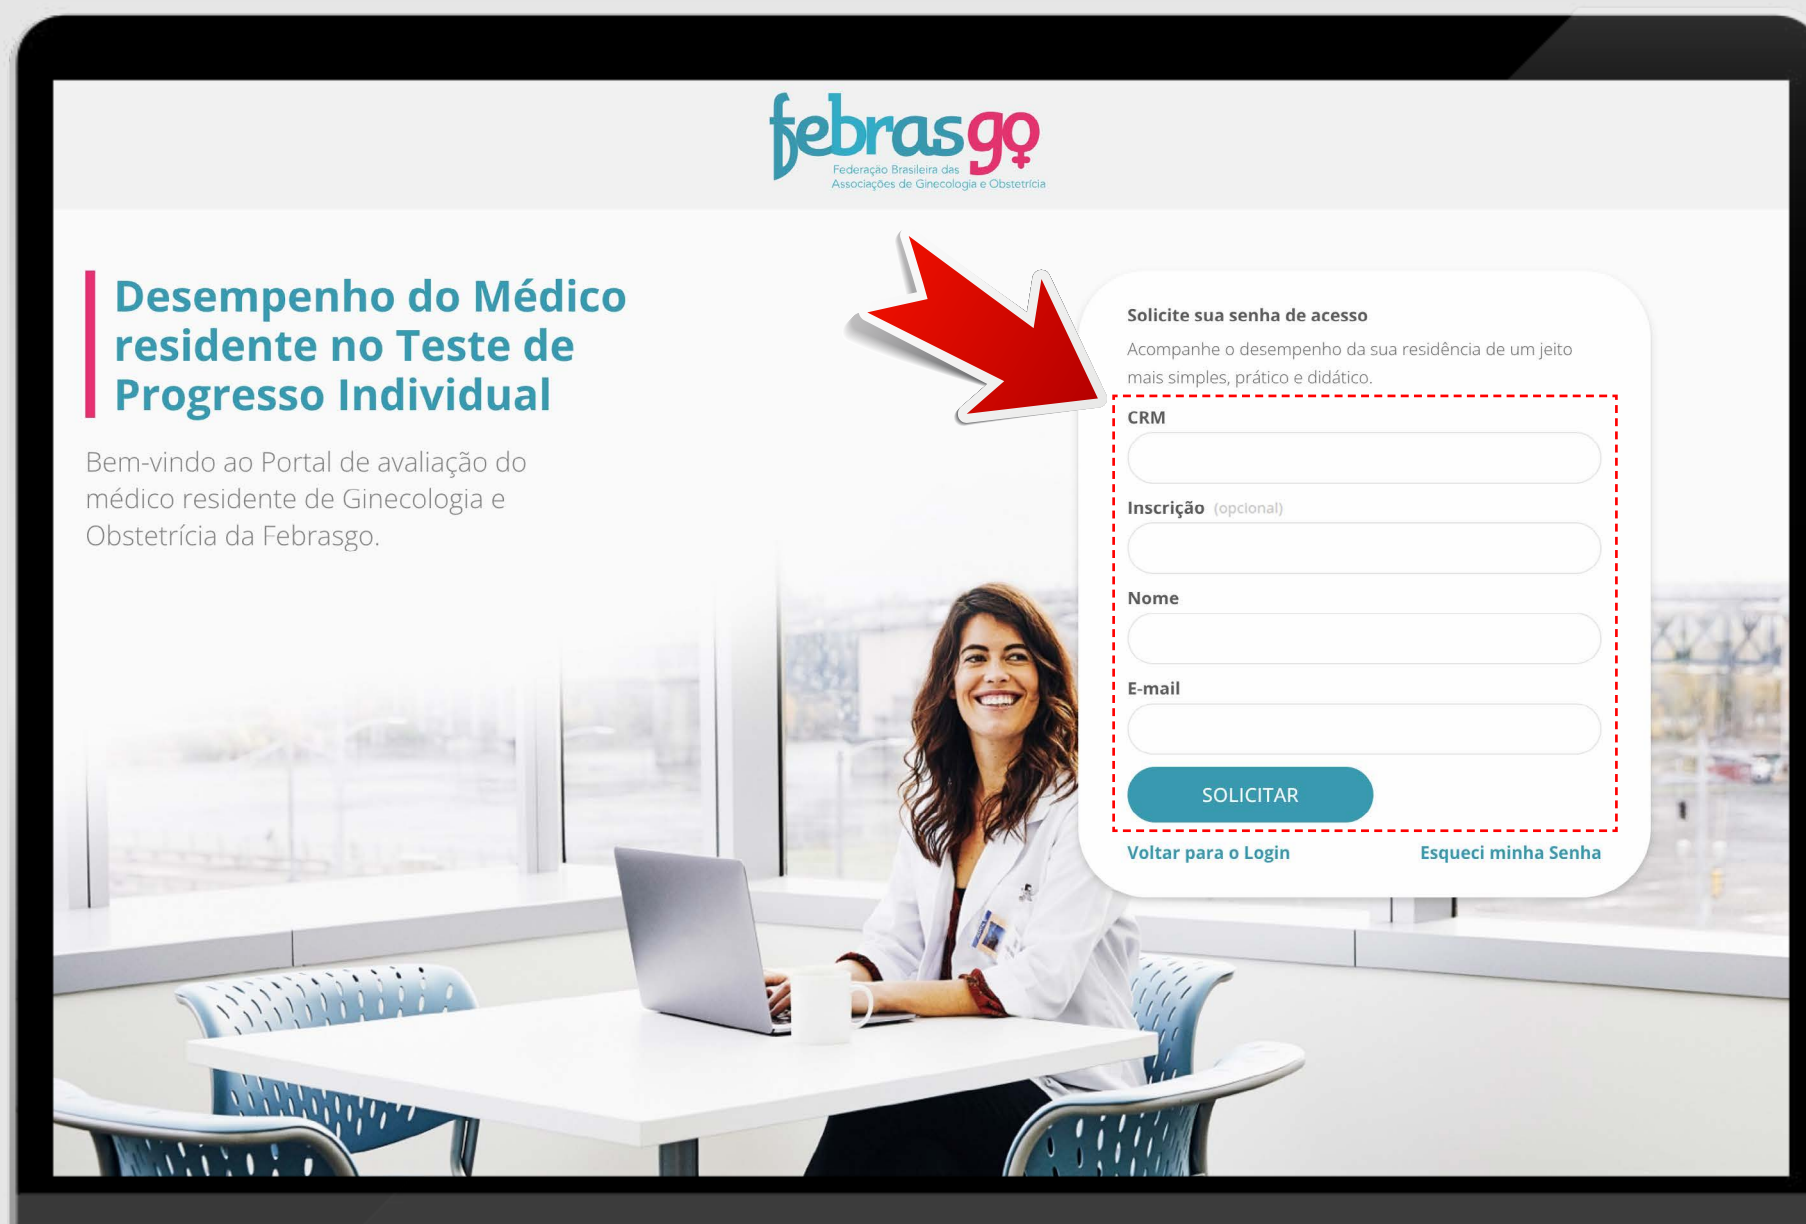 febrasgo
Federação Brasileira das
Associações de Ginecologia e Obstetrícia
Desempenho do Médico
residente no Teste de
Progresso Individual
Bem-vindo ao Portal de avaliação do
médico residente de Ginecologia e
Obstetrícia da Febrasgo.
Solicite sua senha de acesso
Acompanhe o desempenho da sua residência de um jeito
mais simples, prático e didático.
CRM
Inscrição (opcional)
Nome
E-mail
SOLICITAR
Voltar para o Login Esqueci minha Senha